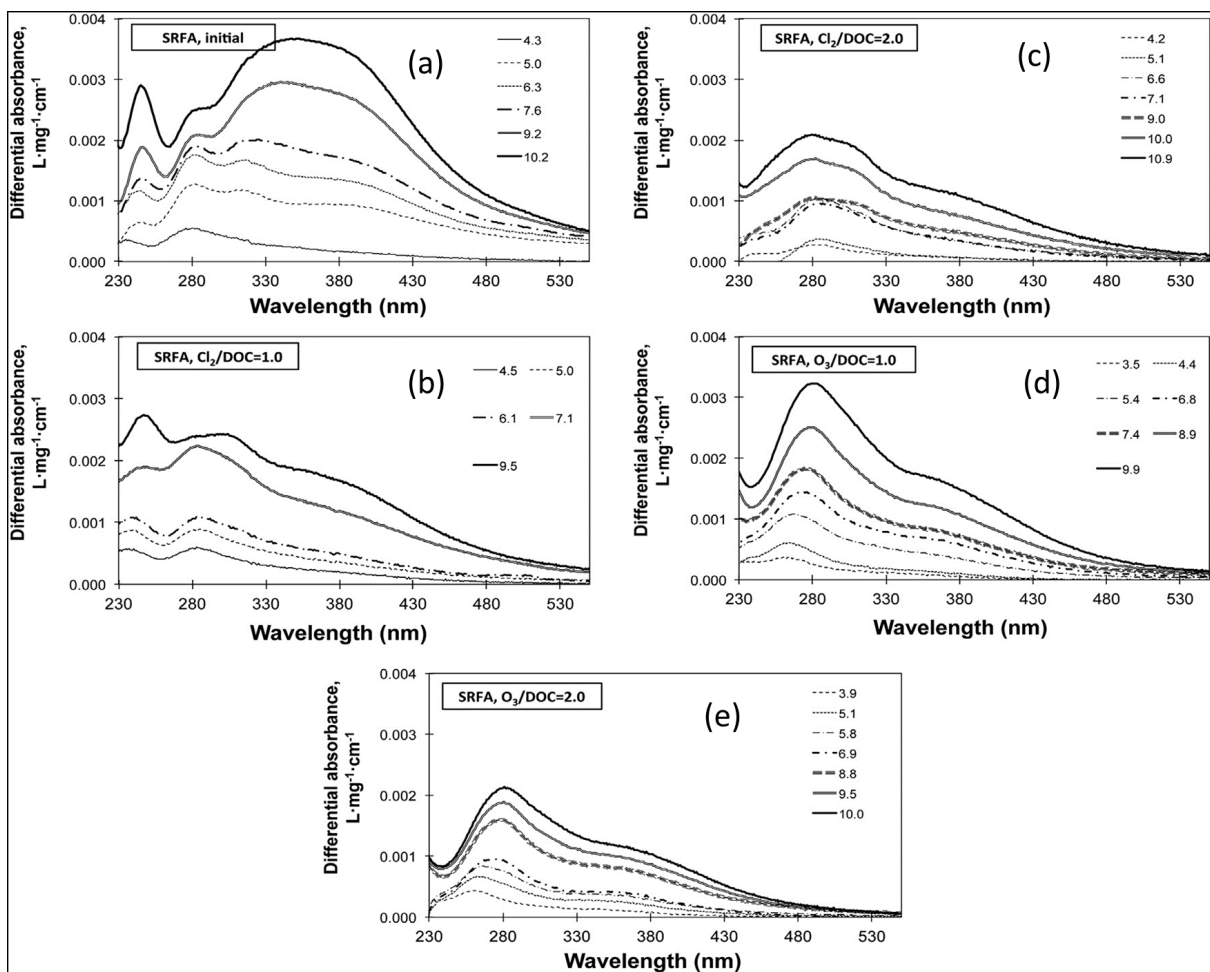 SRFA, initial
(a)
Differential absorbance,
L·mg⁻¹·cm⁻¹
0.004
0.003
0.002
0.001
0.000
4.3
5.0
6.3
7.6
9.2
10.2
230 280 330 380 430 480 530
Wavelength (nm)
SRFA, Cl₂/DOC=2.0
(c)
Differential absorbance,
L·mg⁻¹·cm⁻¹
0.004
0.003
0.002
0.001
0.000
4.2
5.1
6.6
7.1
9.0
10.0
10.9
230 280 330 380 430 480 530
Wavelength (nm)
SRFA, Cl₂/DOC=1.0
(b)
Differential absorbance,
L·mg⁻¹·cm⁻¹
0.004
0.003
0.002
0.001
0.000
4.5 5.0
6.1 7.1
9.5
230 280 330 380 430 480 530
Wavelength (nm)
SRFA, O₃/DOC=1.0
(d)
Differential absorbance,
L·mg⁻¹·cm⁻¹
0.004
0.003
0.002
0.001
0.000
3.5 4.4
5.4 6.8
7.4 8.9
9.9
230 280 330 380 430 480 530
Wavelength (nm)
SRFA, O₃/DOC=2.0
(e)
Differential absorbance,
L·mg⁻¹·cm⁻¹
0.004
0.003
0.002
0.001
0.000
3.9
5.1
5.8
6.9
8.8
9.5
10.0
230 280 330 380 430 480 530
Wavelength (nm)